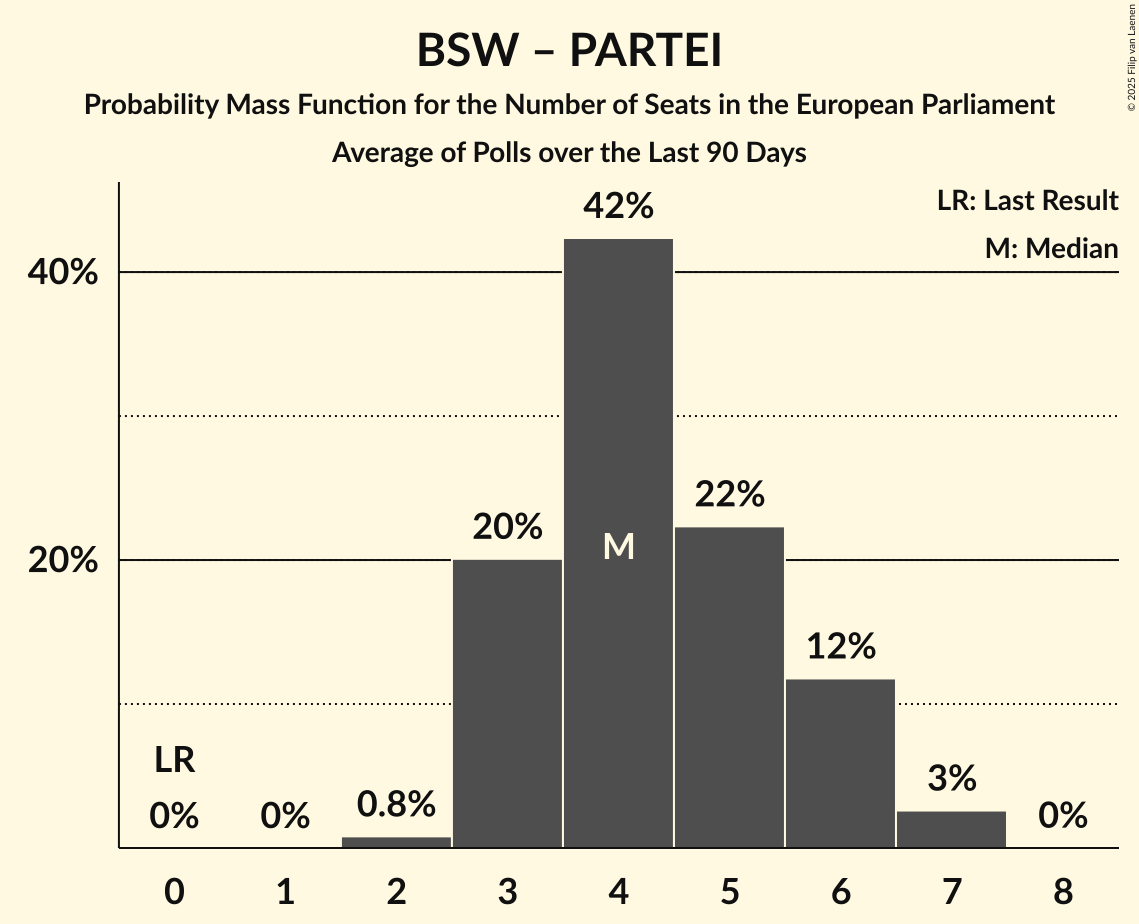 BSW – PARTEI
Probability Mass Function for the Number of Seats in the European Parliament
Average of Polls over the Last 90 Days
© 2025 Filip van Laenen
LR: Last Result
M: Median
42%
40%
22%
20%
M
20%
12%
LR
3%
0.8%
0%
0%
0%
0 1 2 3 4 5 6 7 8